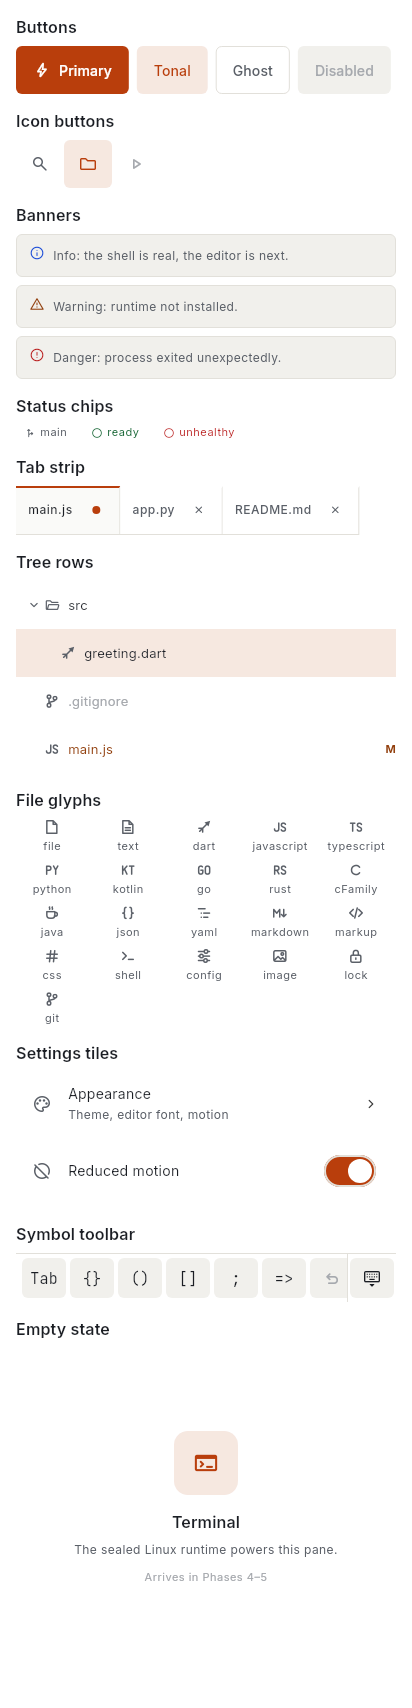 Buttons
Primary Tonal Ghost Disabled
Icon buttons
Banners
Info: the shell is real, the editor is next.
Warning: runtime not installed.
Danger: process exited unexpectedly.
Status chips
main ready unhealthy
Tab strip
main.js app.py × README.md ×
Tree rows
src
greeting.dart
.gitignore
JS main.js M
File glyphs
JS TS
file text dart javascript typescript
PY KT GO RS C
python kotlin go rust cFamily
{} M↓ </>
java json yaml markdown markup
# >_
css shell config image lock
git
Settings tiles
Appearance
Theme, editor font, motion
Reduced motion
Symbol toolbar
Tab {} () [] ; =>
Empty state
Terminal
The sealed Linux runtime powers this pane.
Arrives in Phases 4–5